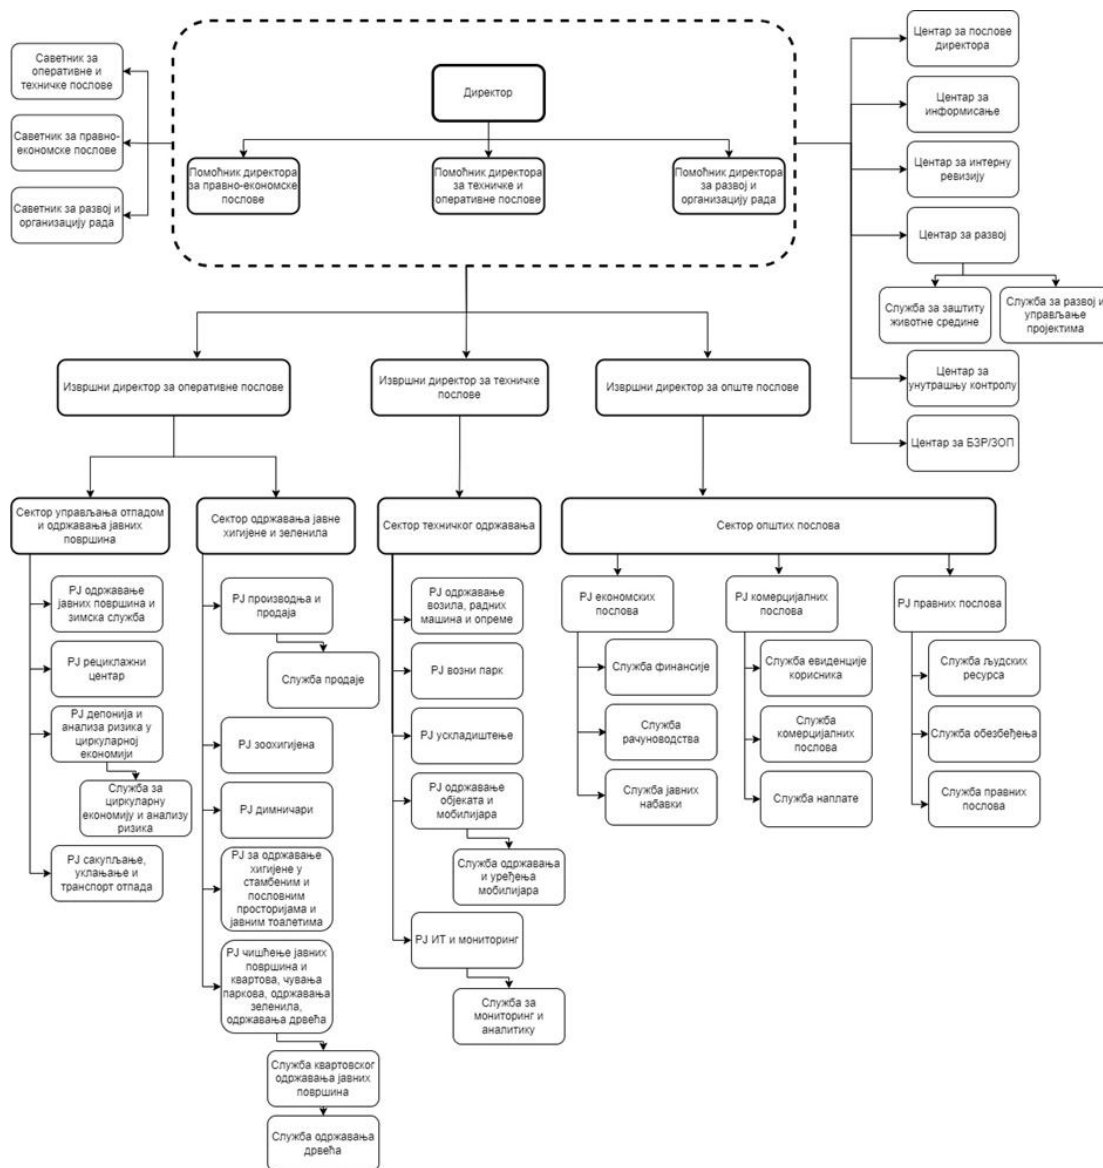 Директор
Помоћник директора
за правно-економске
послове
Помоћник директора
за техничке и
оперативне послове
Помоћник директора
за развој и
организацију рада
Саветник за
оперативне и
техничке послове
Саветник за правно-
економске послове
Саветник за развој и
организацију рада
Центар за послове
директора
Центар за
информисање
Центар за интерну
ревизију
Центар за развој
Служба за заштиту
животне средине
Служба за развој и
управљање
пројектима
Центар за
унутрашњу контролу
Центар за БЗР/ЗОП
Извршни директор за оперативне послове
Извршни директор за техничке
послове
Извршни директор за опште послове
Сектор управљања отпадом
и одржавања јавних
површина
Сектор одржавања јавне
хигијене и зеленила
Сектор техничког одржавања
Сектор општих послова
РЈ одржавање
јавних површина и
зимска служба
РЈ рециклажни
центар
РЈ депонија и
анализа ризика у
циркуларној
економији
Служба за
циркуларну
економију и анализу
ризика
РЈ сакупљање,
уклањање и
транспорт отпада
РЈ производња и
продаја
Служба продаје
РЈ зоохигијена
РЈ димничари
РЈ за одржавање
хигијене у
стамбеним и
пословним
просторијама и
јавним тоалетима
РЈ чишћење јавних
површина и
квартова, чувања
паркова, одржавања
зеленила,
одржавања дрвећа
Служба квартовског
одржавања јавних
површина
Служба одржавања
дрвећа
РЈ одржавање
возила, радних
машина и опреме
РЈ возни парк
РЈ ускладиштење
РЈ одржавање
објеката и
мобилијара
Служба одржавања
и уређења
мобилијара
РЈ ИТ и мониторинг
Служба за
мониторинг и
аналитику
РЈ економских
послова
Служба финансије
Служба
рачуноводства
Служба јавних
набавки
РЈ комерцијалних
послова
Служба евиденције
корисника
Служба
комерцијалних
послова
Служба наплате
РЈ правних послова
Служба људских
ресурса
Служба обезбеђења
Служба правних
послова